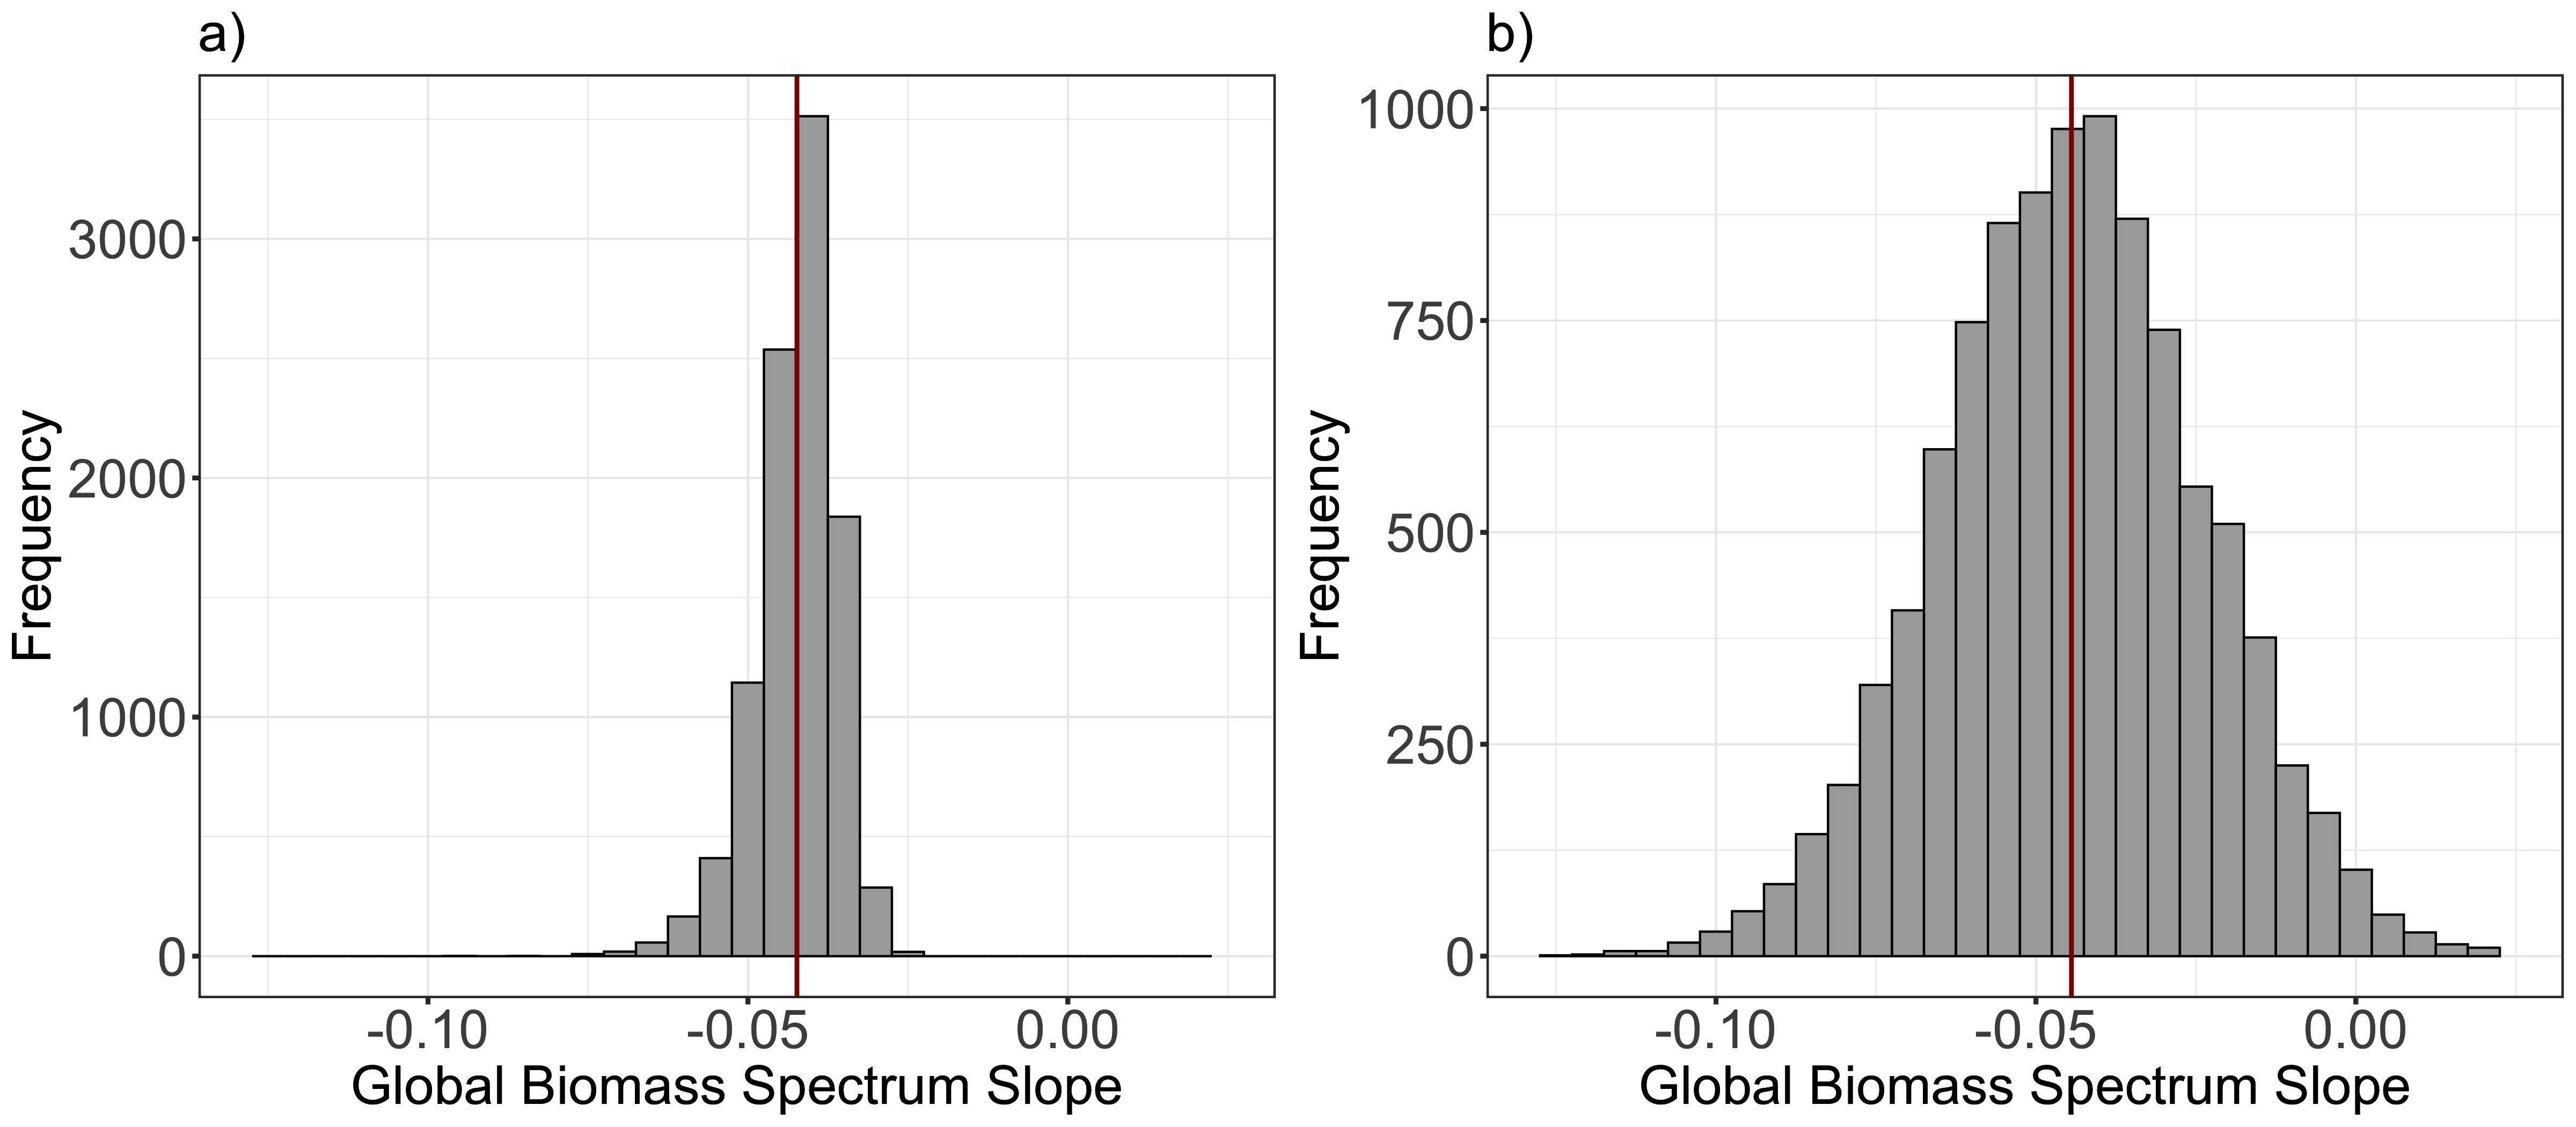 a)
Frequency
3000
2000
1000
0
-0.10 -0.05 0.00
Global Biomass Spectrum Slope
b)
Frequency
1000
750
500
250
0
-0.10 -0.05 0.00
Global Biomass Spectrum Slope